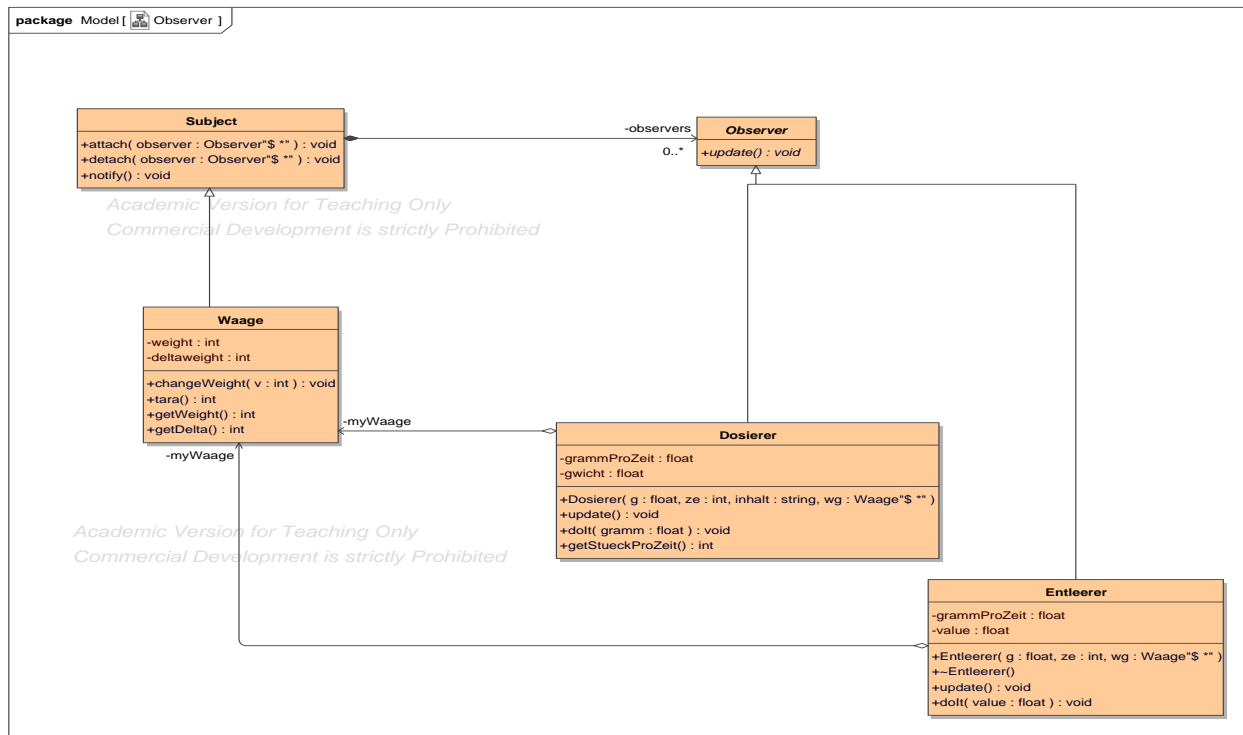 package Model [ Observer ]
Subject
+attach( observer : Observer"$ *" ) : void
+detach( observer : Observer"$ *" ) : void
+notify() : void
-observers
0..*
Observer
+update() : void
Academic Version for Teaching Only
Commercial Development is strictly Prohibited
Waage
-weight : int
-deltaweight : int
+changeWeight( v : int ) : void
+tara() : int
+getWeight() : int
+getDelta() : int
-myWaage
-myWaage
Dosierer
-grammProZeit : float
-gwicht : float
+Dosierer( g : float, ze : int, inhalt : string, wg : Waage"$ *" )
+update() : void
+doIt( gramm : float ) : void
+getStueckProZeit() : int
Academic Version for Teaching Only
Commercial Development is strictly Prohibited
Entleerer
-grammProZeit : float
-value : float
+Entleerer( g : float, ze : int, wg : Waage"$ *" )
+~Entleerer()
+update() : void
+doIt( value : float ) : void